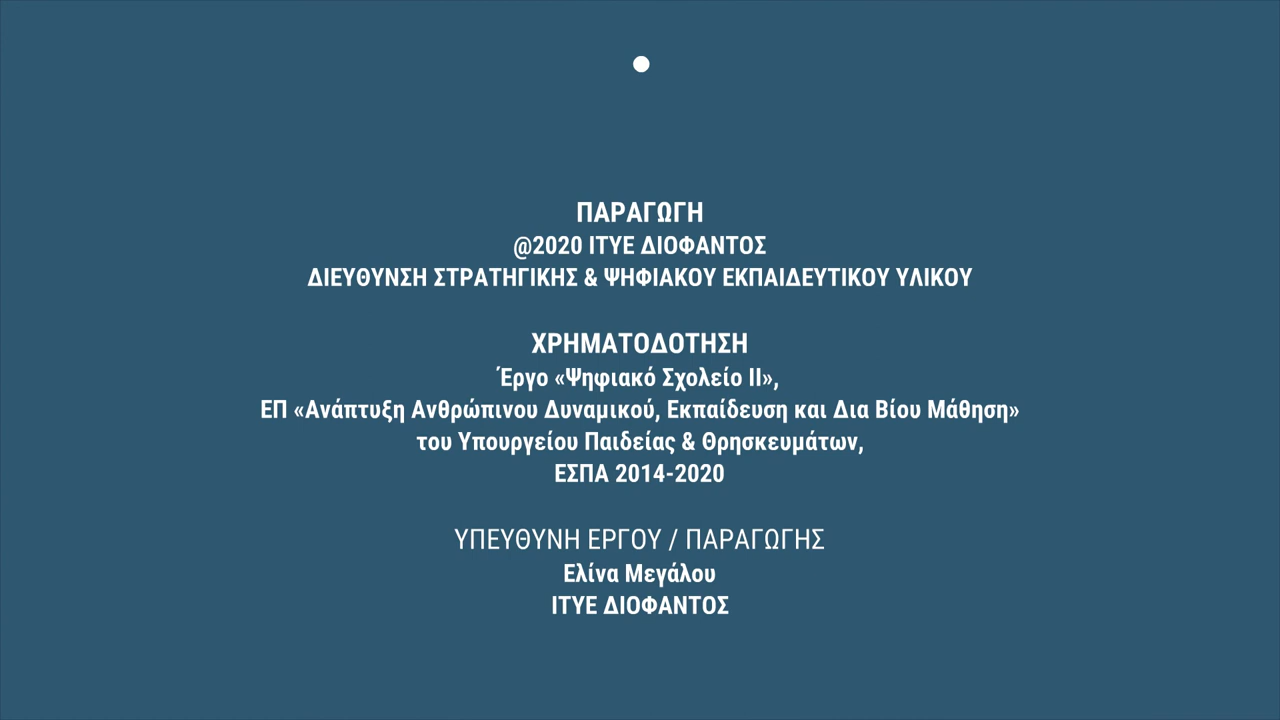 ΠΑΡΑΓΩΓΗ
@2020 ΙΤΥΕ ΔΙΟΦΑΝΤΟΣ
ΔΙΕΥΘΥΝΣΗ ΣΤΡΑΤΗΓΙΚΗΣ & ΨΗΦΙΑΚΟΥ ΕΚΠΑΙΔΕΥΤΙΚΟΥ ΥΛΙΚΟΥ
ΧΡΗΜΑΤΟΔΟΤΗΣΗ
Έργο «Ψηφιακό Σχολείο ΙΙ»,
ΕΠ «Ανάπτυξη Ανθρώπινου Δυναμικού, Εκπαίδευση και Δια Βίου Μάθηση»
του Υπουργείου Παιδείας & Θρησκευμάτων,
ΕΣΠΑ 2014-2020
ΥΠΕΥΘΥΝΗ ΕΡΓΟΥ / ΠΑΡΑΓΩΓΗΣ
Ελίνα Μεγάλου
ΙΤΥΕ ΔΙΟΦΑΝΤΟΣ